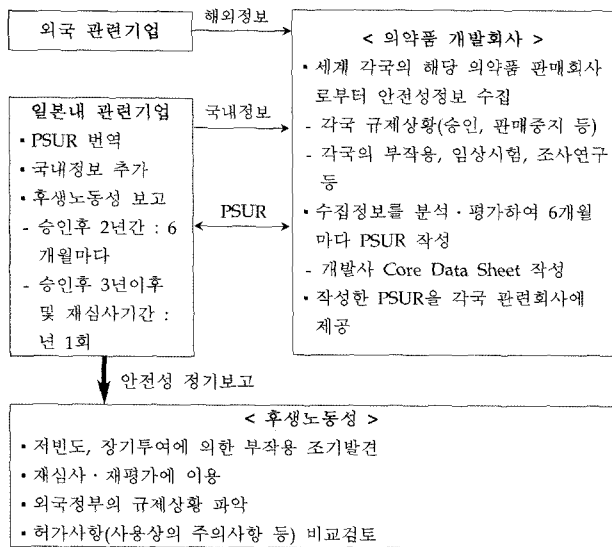 외국 관련기업
해외정보
< 의약품 개발회사 >
▪ 세계 각국의 해당 의약품 판매회사
로부터 안전성정보 수집
- 각국 규제상황(승인, 판매중지 등)
- 각국의 부작용, 임상시험, 조사연구
등
▪ 수집정보를 분석 · 평가하여 6개월
마다 PSUR 작성
- 개발사 Core Data Sheet 작성
▪ 작성한 PSUR을 각국 관련회사에
제공
일본내 관련기업
▪ PSUR 번역
▪ 국내정보 추가
▪ 후생노동성 보고
- 승인후 2년간 : 6
개월마다
- 승인후 3년이후
및 재심사기간 :
년 1회
국내정보
PSUR
안전성 정기보고
< 후생노동성 >
▪ 저빈도, 장기투여에 의한 부작용 조기발견
▪ 재심사 · 재평가에 이용
▪ 외국정부의 규제상황 파악
▪ 허가사항(사용상의 주의사항 등) 비교검토